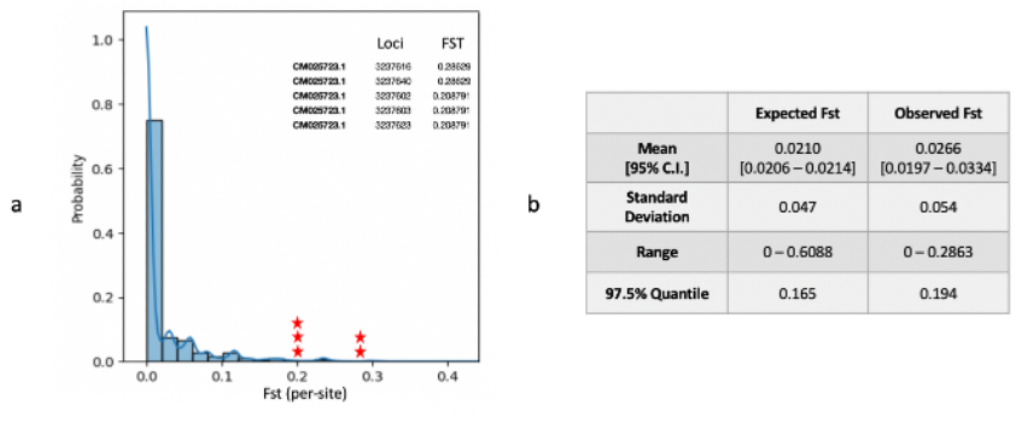 a
Probability
1.0
0.8
0.6
0.4
0.2
0.0
Loci FST
CM025723.1 3237616 0.28629
CM025723.1 3237640 0.28629
CM025723.1 3237602 0.208791
CM025723.1 3237603 0.208791
CM025723.1 3237623 0.208791
0.0 0.1 0.2 0.3 0.4
Fst (per-site)
b
Expected Fst Observed Fst
Mean
[95% C.I.]
0.0210
[0.0206 – 0.0214]
0.0266
[0.0197 – 0.0334]
Standard
Deviation
0.047 0.054
Range 0 – 0.6088 0 – 0.2863
97.5% Quantile 0.165 0.194